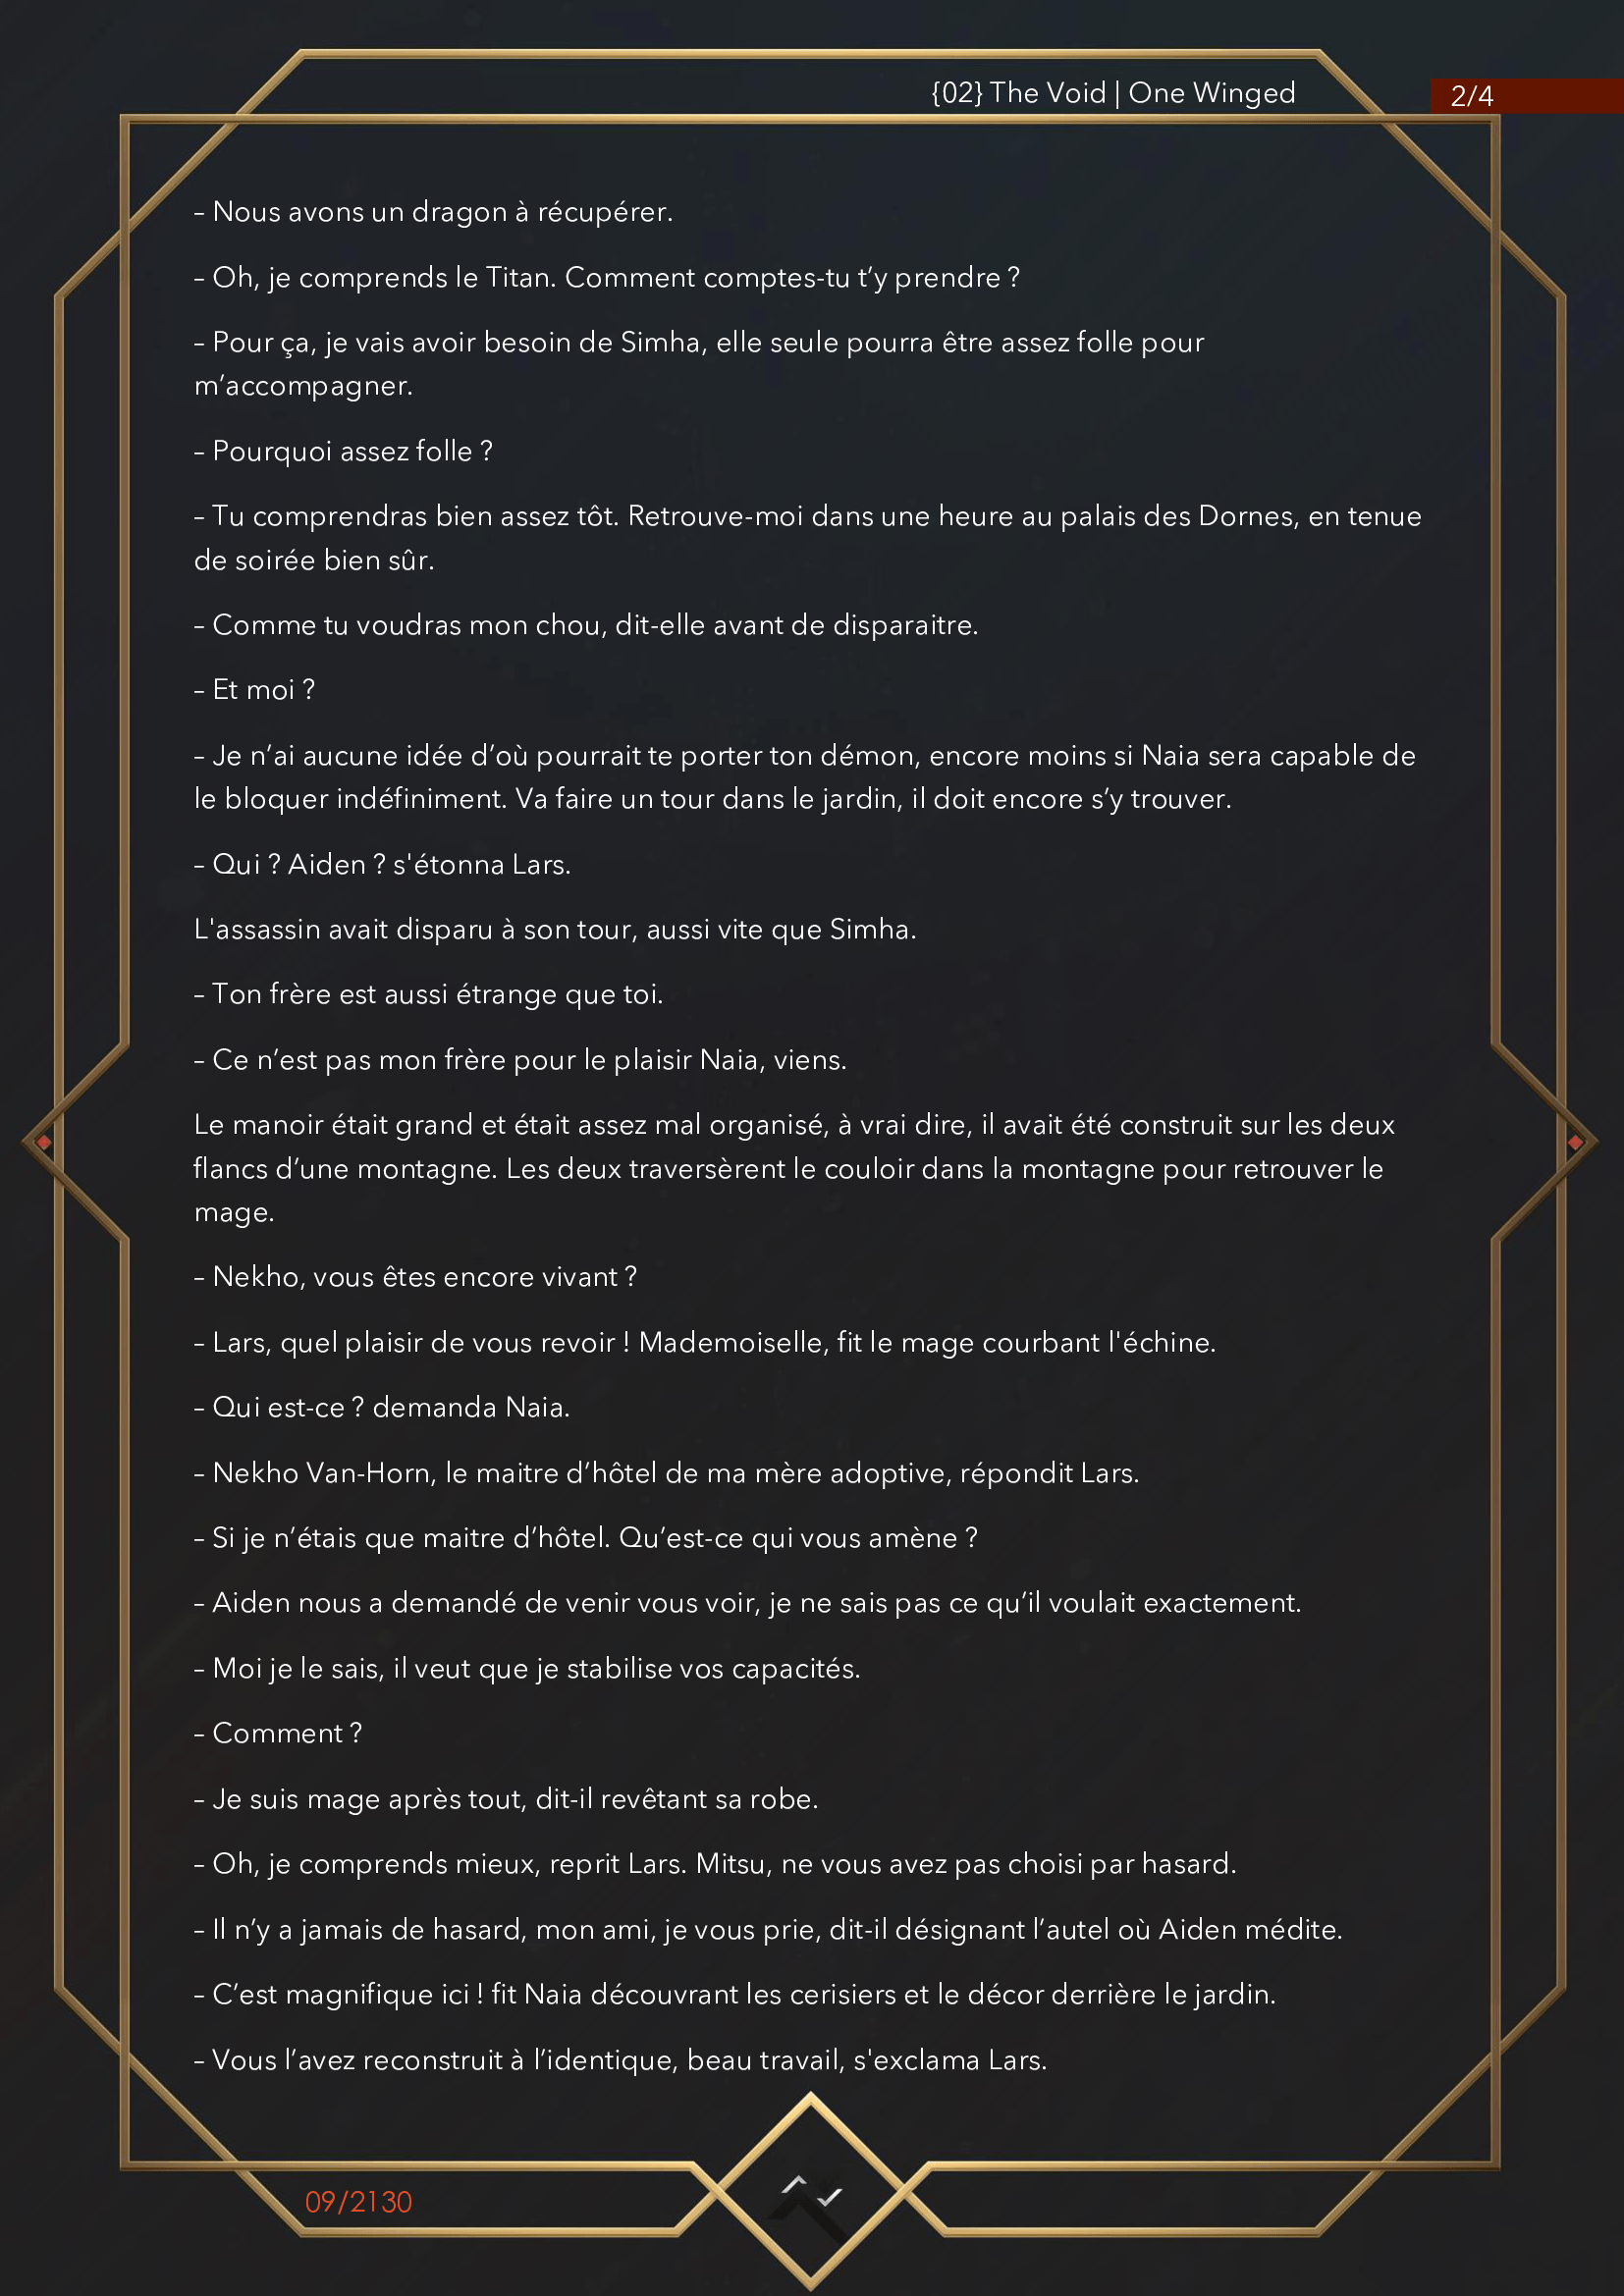 {02} The Void | One Winged
2/4
– Nous avons un dragon à récupérer.
– Oh, je comprends le Titan. Comment comptes-tu t’y prendre ?
– Pour ça, je vais avoir besoin de Simha, elle seule pourra être assez folle pour
m’accompagner.
– Pourquoi assez folle ?
– Tu comprendras bien assez tôt. Retrouve-moi dans une heure au palais des Dornes, en tenue
de soirée bien sûr.
– Comme tu voudras mon chou, dit-elle avant de disparaitre.
– Et moi ?
– Je n’ai aucune idée d’où pourrait te porter ton démon, encore moins si Naia sera capable de
le bloquer indéfiniment. Va faire un tour dans le jardin, il doit encore s’y trouver.
– Qui ? Aiden ? s'étonna Lars.
L'assassin avait disparu à son tour, aussi vite que Simha.
– Ton frère est aussi étrange que toi.
– Ce n’est pas mon frère pour le plaisir Naia, viens.
Le manoir était grand et était assez mal organisé, à vrai dire, il avait été construit sur les deux
flancs d’une montagne. Les deux traversèrent le couloir dans la montagne pour retrouver le
mage.
– Nekho, vous êtes encore vivant ?
– Lars, quel plaisir de vous revoir ! Mademoiselle, fit le mage courbant l'échine.
– Qui est-ce ? demanda Naia.
– Nekho Van-Horn, le maitre d’hôtel de ma mère adoptive, répondit Lars.
– Si je n’étais que maitre d’hôtel. Qu’est-ce qui vous amène ?
– Aiden nous a demandé de venir vous voir, je ne sais pas ce qu’il voulait exactement.
– Moi je le sais, il veut que je stabilise vos capacités.
– Comment ?
– Je suis mage après tout, dit-il revêtant sa robe.
– Oh, je comprends mieux, reprit Lars. Mitsu, ne vous avez pas choisi par hasard.
– Il n’y a jamais de hasard, mon ami, je vous prie, dit-il désignant l’autel où Aiden médite.
– C’est magnifique ici ! fit Naia découvrant les cerisiers et le décor derrière le jardin.
– Vous l’avez reconstruit à l’identique, beau travail, s'exclama Lars.
09/2130